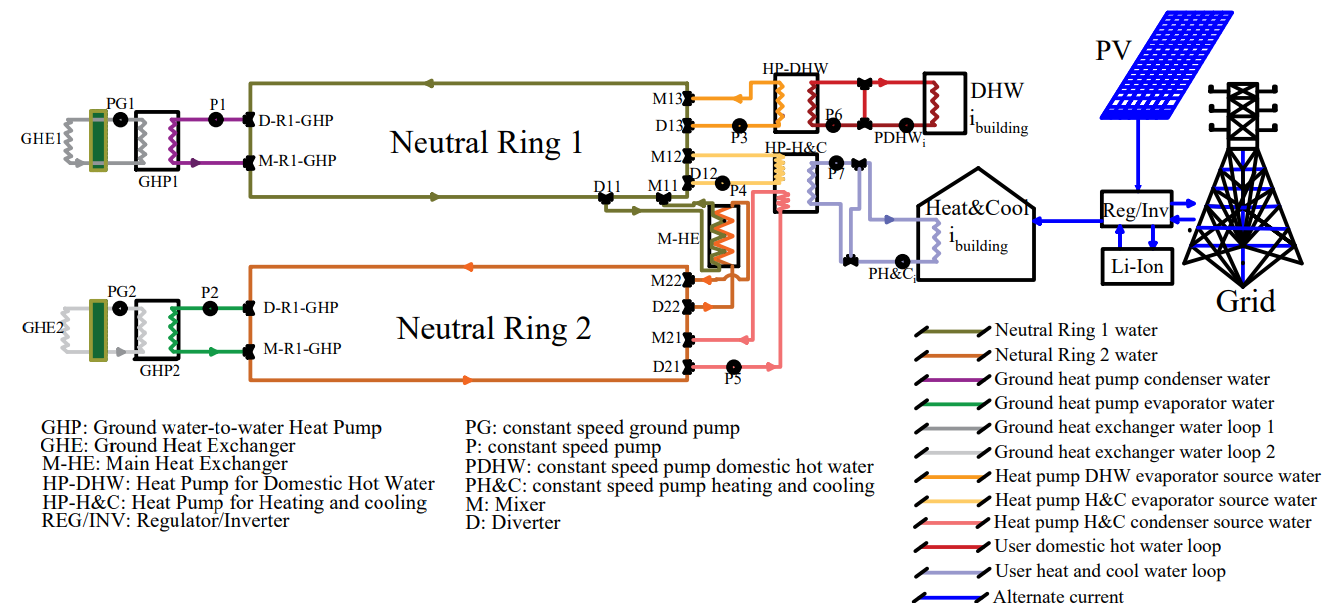 PV
HP-DHW
DHW
i building
PG1
P1
M13
D13
P3
P6
PDHWi
GHE1
D-R1-GHP
Neutral Ring 1
M-R1-GHP
GHP1
M12
HP-H&C
D12
P4
P7
D11
M11
Heat&Cool
i building
Reg/Inv
M-HE
PH&Ci
Li-Ion
Grid
PG2
P2
M22
GHE2
D-R1-GHP
D22
Neutral Ring 2
M-R1-GHP
GHP2
M21
D21
P5
Neutral Ring 1 water
Netural Ring 2 water
Ground heat pump condenser water
Ground heat pump evaporator water
Ground heat exchanger water loop 1
Ground heat exchanger water loop 2
Heat pump DHW evaporator source water
Heat pump H&C evaporator source water
Heat pump H&C condenser source water
User domestic hot water loop
User heat and cool water loop
Alternate current
GHP: Ground water-to-water Heat Pump
GHE: Ground Heat Exchanger
M-HE: Main Heat Exchanger
HP-DHW: Heat Pump for Domestic Hot Water
HP-H&C: Heat Pump for Heating and cooling
REG/INV: Regulator/Inverter
PG: constant speed ground pump
P: constant speed pump
PDHW: constant speed pump domestic hot water
PH&C: constant speed pump heating and cooling
M: Mixer
D: Diverter